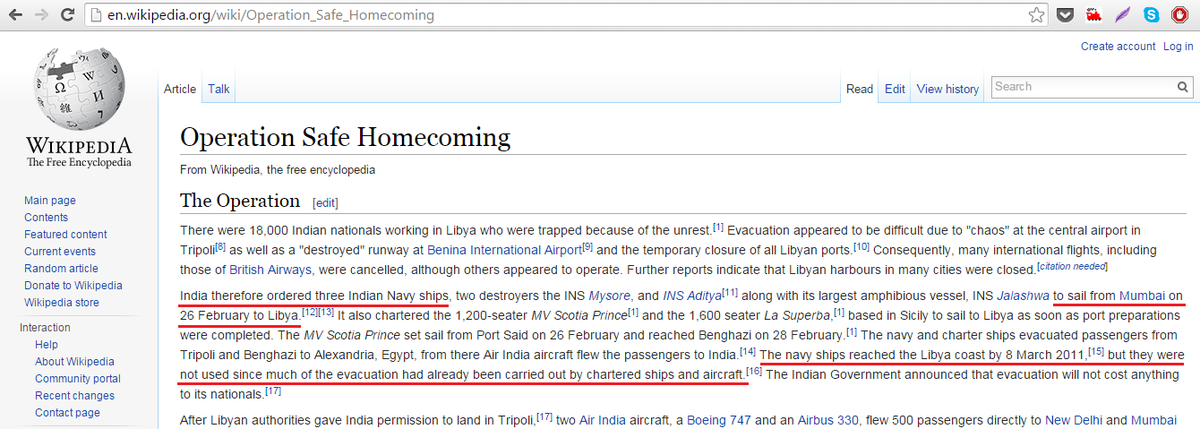 en.wikipedia.org/wiki/Operation_Safe_Homecoming
Create account Log in
Article Talk
Read Edit View history Search
WIKIPEDIA
The Free Encyclopedia
Main page
Contents
Featured content
Current events
Random article
Donate to Wikipedia
Wikipedia store
Interaction
Help
About Wikipedia
Community portal
Recent changes
Contact page
Operation Safe Homecoming
From Wikipedia, the free encyclopedia
The Operation [edit]
There were 18,000 Indian nationals working in Libya who were trapped because of the unrest.[1] Evacuation appeared to be difficult due to "chaos" at the central airport in
Tripoli[8] as well as a "destroyed" runway at Benina International Airport[9] and the temporary closure of all Libyan ports.[10] Consequently, many international flights, including
those of British Airways, were cancelled, although others appeared to operate. Further reports indicate that Libyan harbours in many cities were closed.[citation needed]
India therefore ordered three Indian Navy ships, two destroyers the INS Mysore, and INS Aditya[11] along with its largest amphibious vessel, INS Jalashwa to sail from Mumbai on
26 February to Libya.[12][13] It also chartered the 1,200-seater MV Scotia Prince[1] and the 1,600 seater La Superba,[1] based in Sicily to sail to Libya as soon as port preparations
were completed. The MV Scotia Prince set sail from Port Said on 26 February and reached Benghazi on 28 February.[1] The navy and charter ships evacuated passengers from
Tripoli and Benghazi to Alexandria, Egypt, from there Air India aircraft flew the passengers to India.[14] The navy ships reached the Libya coast by 8 March 2011,[15] but they were
not used since much of the evacuation had already been carried out by chartered ships and aircraft.[16] The Indian Government announced that evacuation will not cost anything
to its nationals.[17]
After Libyan authorities gave India permission to land in Tripoli,[17] two Air India aircraft, a Boeing 747 and an Airbus 330, flew 500 passengers directly to New Delhi and Mumbai